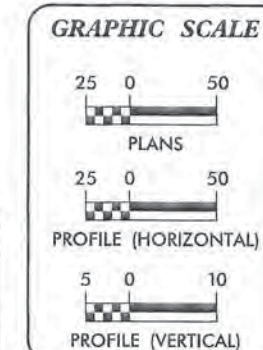 GRAPHIC SCALE
25 0 50
PLANS
25 0 50
PROFILE (HORIZONTAL)
5 0 10
PROFILE (VERTICAL)